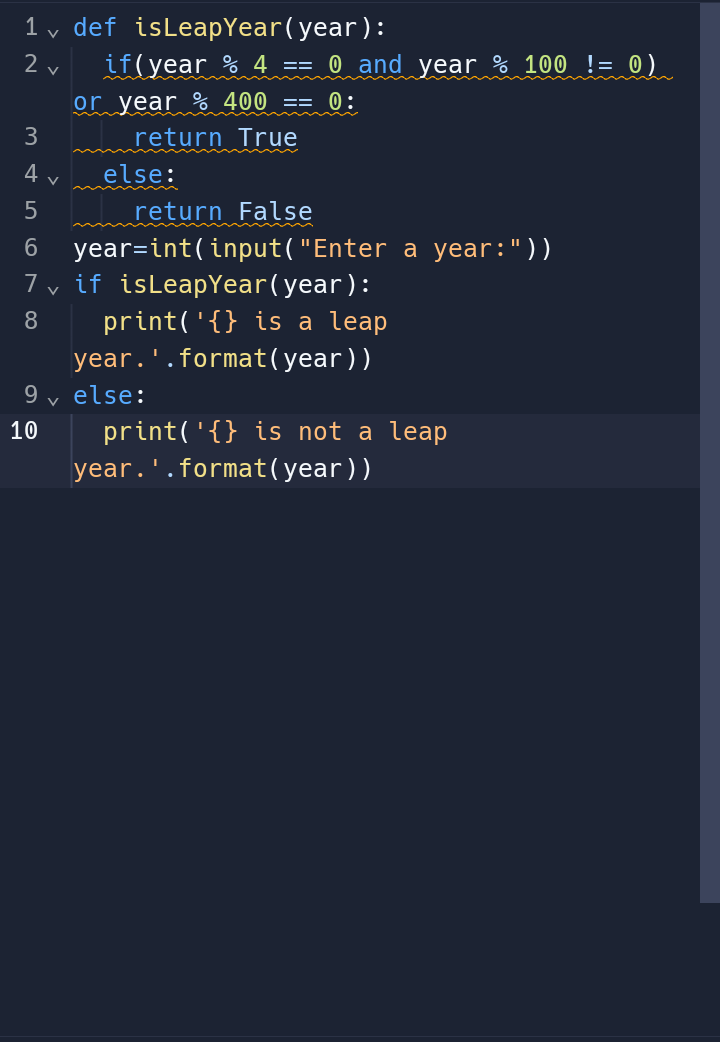 1 def isLeapYear(year):
2   if(year % 4 == 0 and year % 100 != 0)
or year % 400 == 0:
3     return True
4   else:
5     return False
6 year=int(input("Enter a year:"))
7 if isLeapYear(year):
8   print('{} is a leap
year.'.format(year))
9 else:
10   print('{} is not a leap
year.'.format(year))